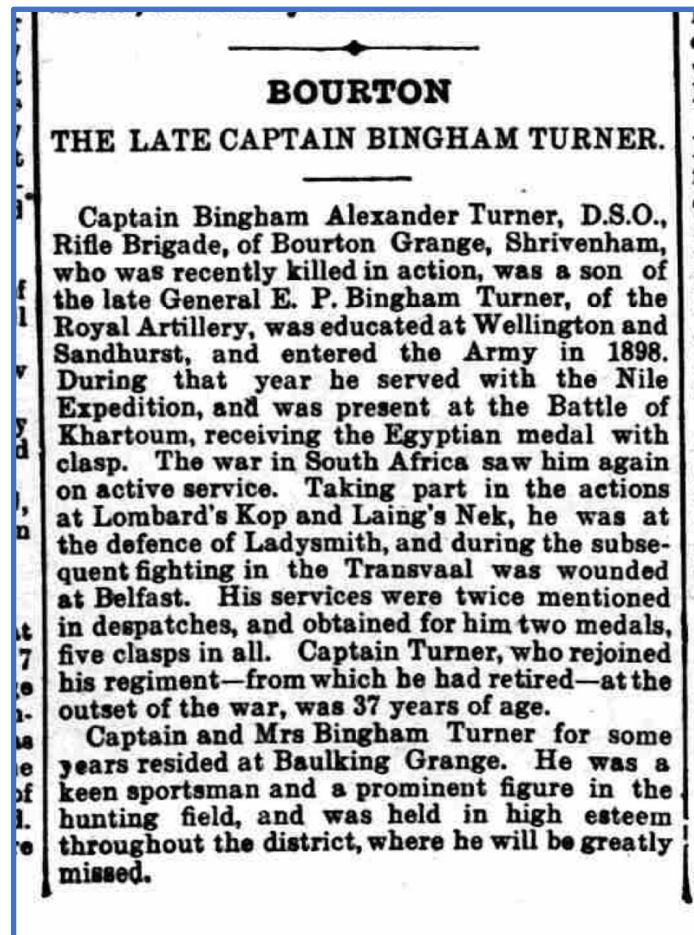 BOURTON
THE LATE CAPTAIN BINGHAM TURNER.
Captain Bingham Alexander Turner, D.S.O.,
Rifle Brigade, of Bourton Grange, Shrivenham,
who was recently killed in action, was a son of
the late General E. P. Bingham Turner, of the
Royal Artillery, was educated at Wellington and
Sandhurst, and entered the Army in 1898.
During that year he served with the Nile
Expedition, and was present at the Battle of
Khartoum, receiving the Egyptian medal with
clasp. The war in South Africa saw him again
on active service. Taking part in the actions
at Lombard's Kop and Laing's Nek, he was at
the defence of Ladysmith, and during the subse-
quent fighting in the Transvaal was wounded
at Belfast. His services were twice mentioned
in despatches, and obtained for him two medals,
five clasps in all. Captain Turner, who rejoined
his regiment—from which he had retired—at the
outset of the war, was 37 years of age.
Captain and Mrs Bingham Turner for some
years resided at Baulking Grange. He was a
keen sportsman and a prominent figure in the
hunting field, and was held in high esteem
throughout the district, where he will be greatly
missed.